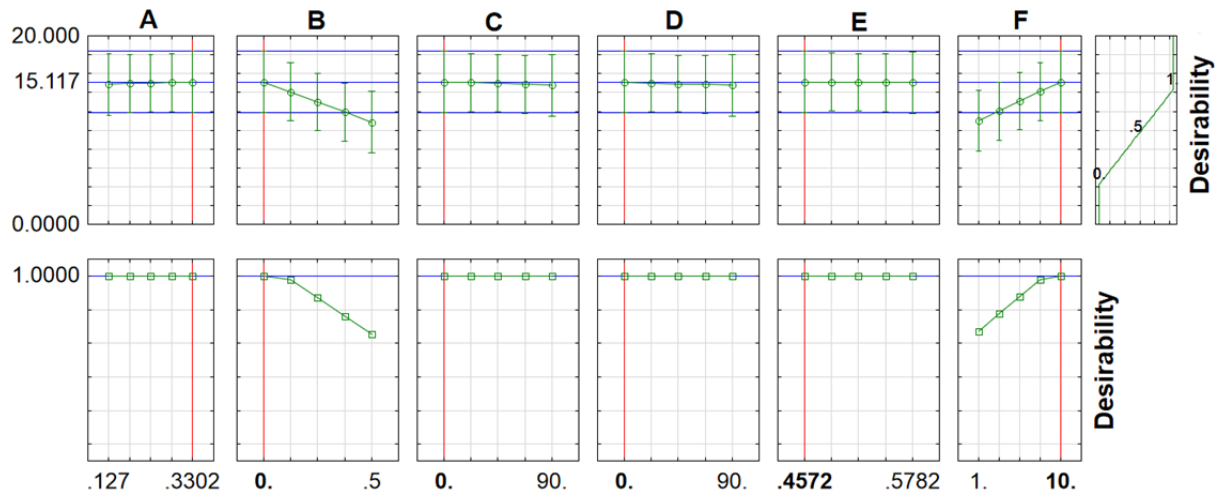 A B C D E F
20.000
15.117
0.0000
1
.5
0.
Desirability
1.0000
Desirability
.127 .3302 0. .5 0. 90. 0. 90. .4572 .5782 1. 10.